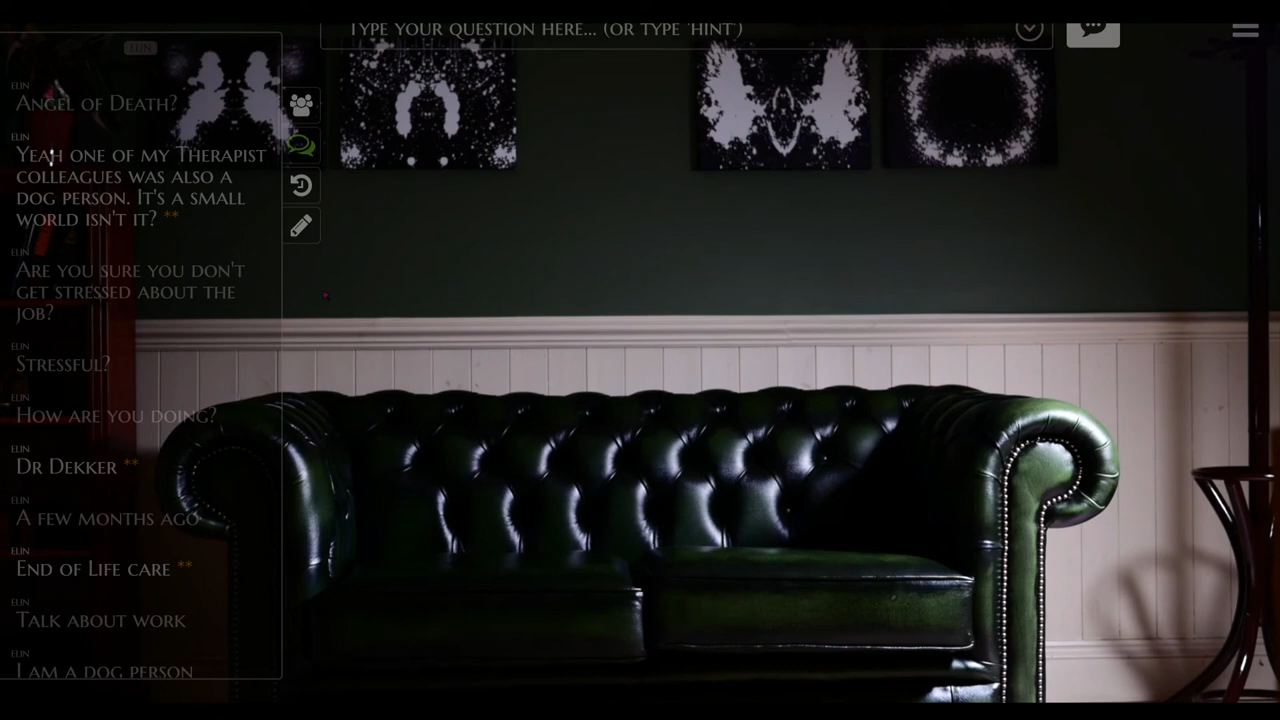 Type your question here... (or type 'hint')
Elin
Elin
Angel of Death?
Elin
Yeah one of my Therapist
colleagues was also a
dog person. It's a small
world isn't it? **
Elin
Are you sure you don't
get stressed about the
job?
Elin
Stressful?
Elin
How are you doing?
Elin
Dr Dekker **
Elin
A few months ago
Elin
End of Life care **
Elin
Talk about work
Elin
I am a dog person